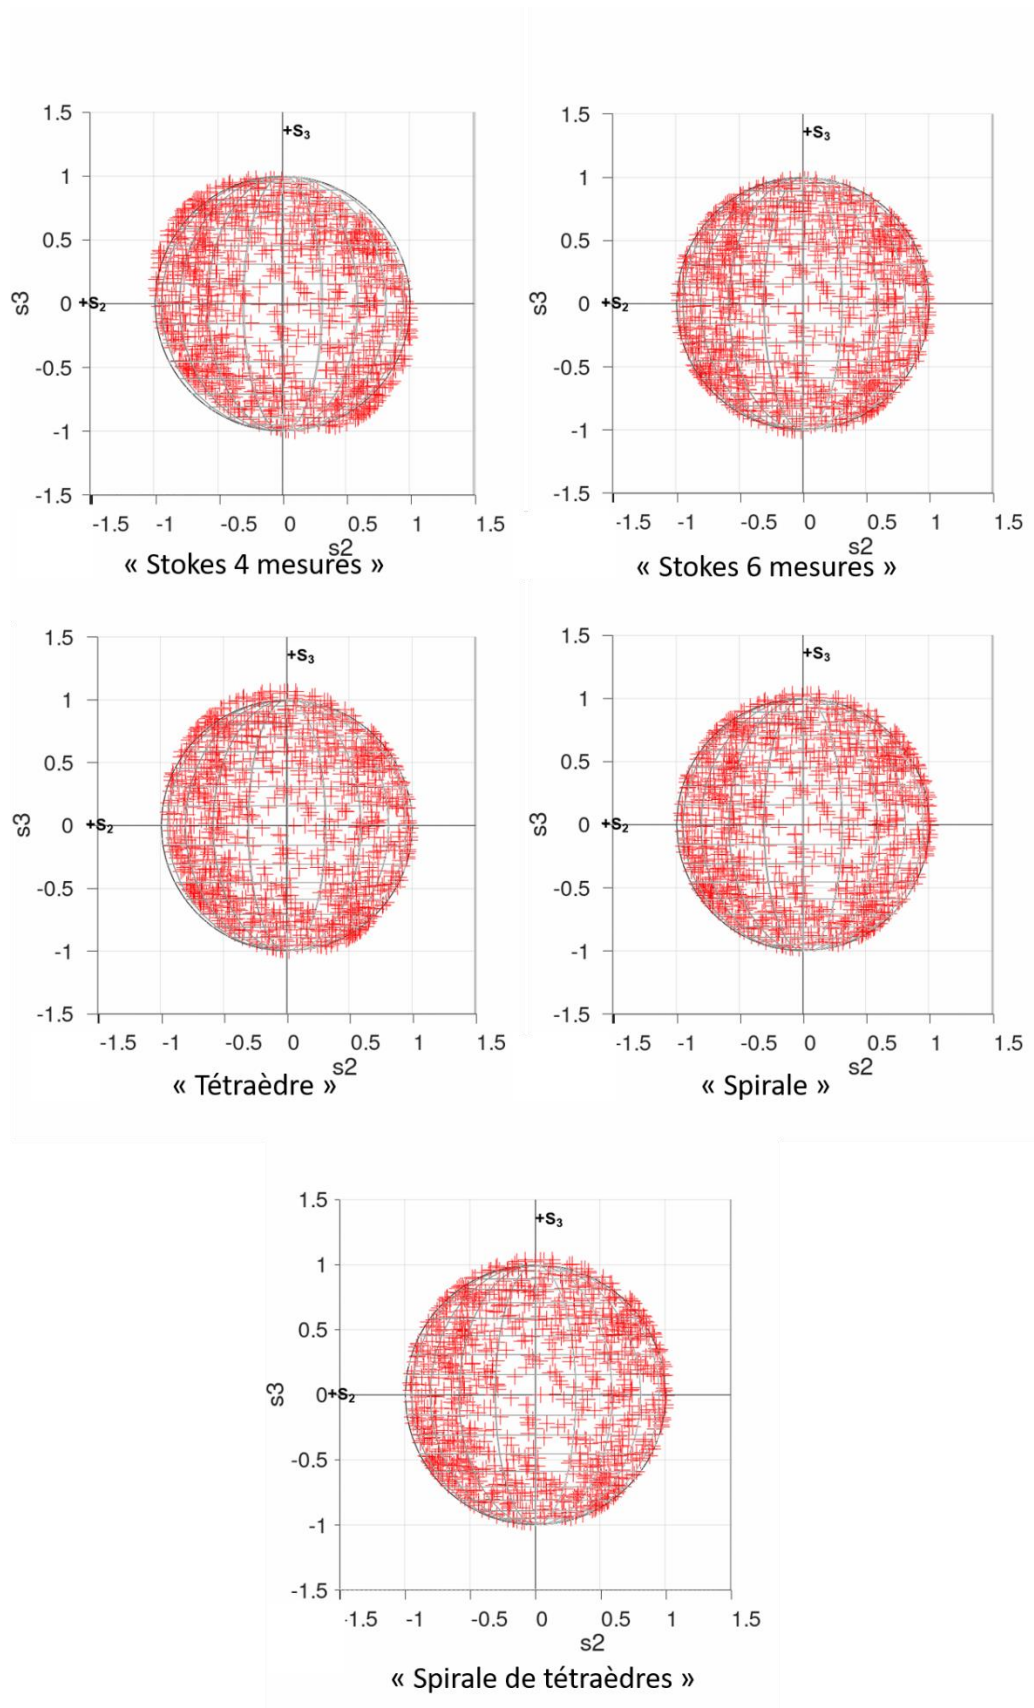 1.5
1
0.5
0
-0.5
-1
-1.5
s3
+S2
+S3
-1.5 -1 -0.5 0 0.5 1 1.5
s2
« Stokes 4 mesures »
1.5
1
0.5
0
-0.5
-1
-1.5
s3
+S2
+S3
-1.5 -1 -0.5 0 0.5 1 1.5
s2
« Stokes 6 mesures »
1.5
1
0.5
0
-0.5
-1
-1.5
s3
+S2
+S3
-1.5 -1 -0.5 0 0.5 1 1.5
s2
« Tétraèdre »
1.5
1
0.5
0
-0.5
-1
-1.5
s3
+S2
+S3
-1.5 -1 -0.5 0 0.5 1 1.5
s2
« Spirale »
1.5
1
0.5
0
-0.5
-1
-1.5
s3
+S2
+S3
-1.5 -1 -0.5 0 0.5 1 1.5
s2
« Spirale de tétraèdres »